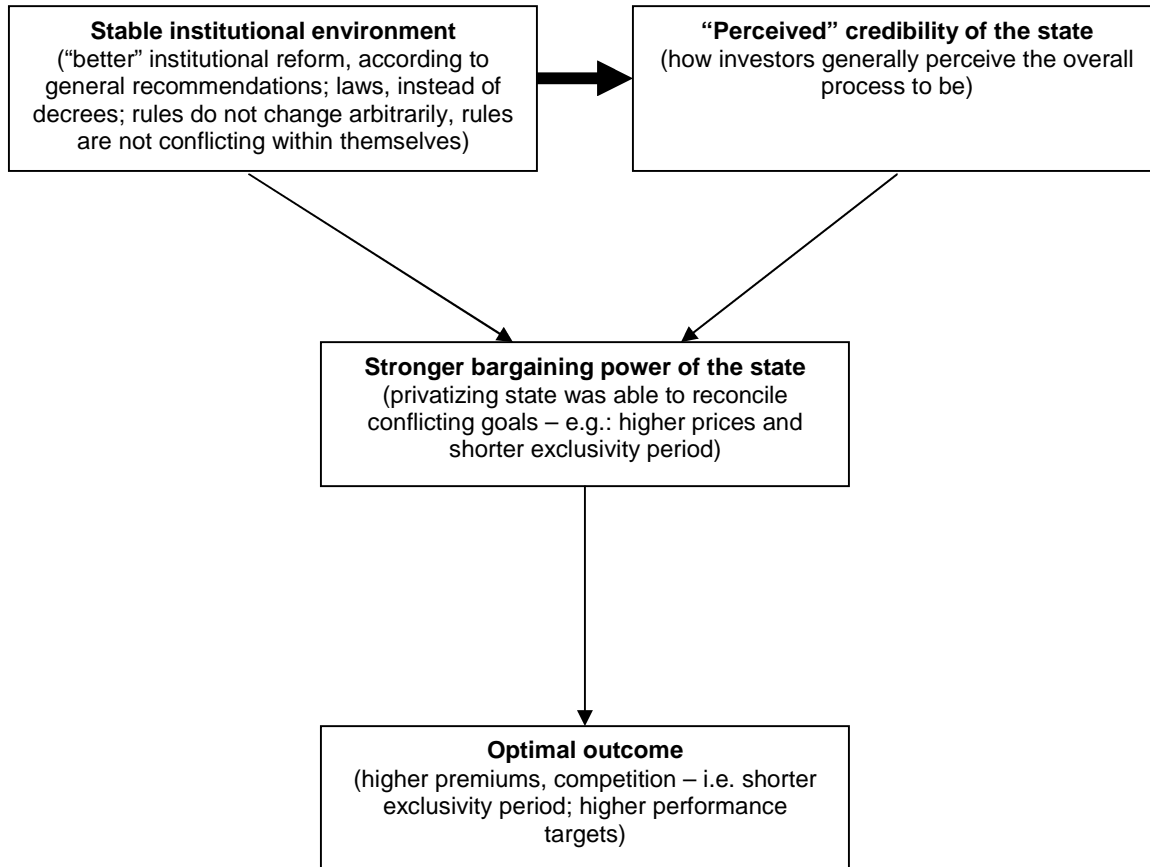 Stable institutional environment
(“better” institutional reform, according to
general recommendations; laws, instead of
decrees; rules do not change arbitrarily, rules
are not conflicting within themselves)
“Perceived” credibility of the state
(how investors generally perceive the overall
process to be)
Stronger bargaining power of the state
(privatizing state was able to reconcile
conflicting goals – e.g.: higher prices and
shorter exclusivity period)
Optimal outcome
(higher premiums, competition – i.e. shorter
exclusivity period; higher performance
targets)